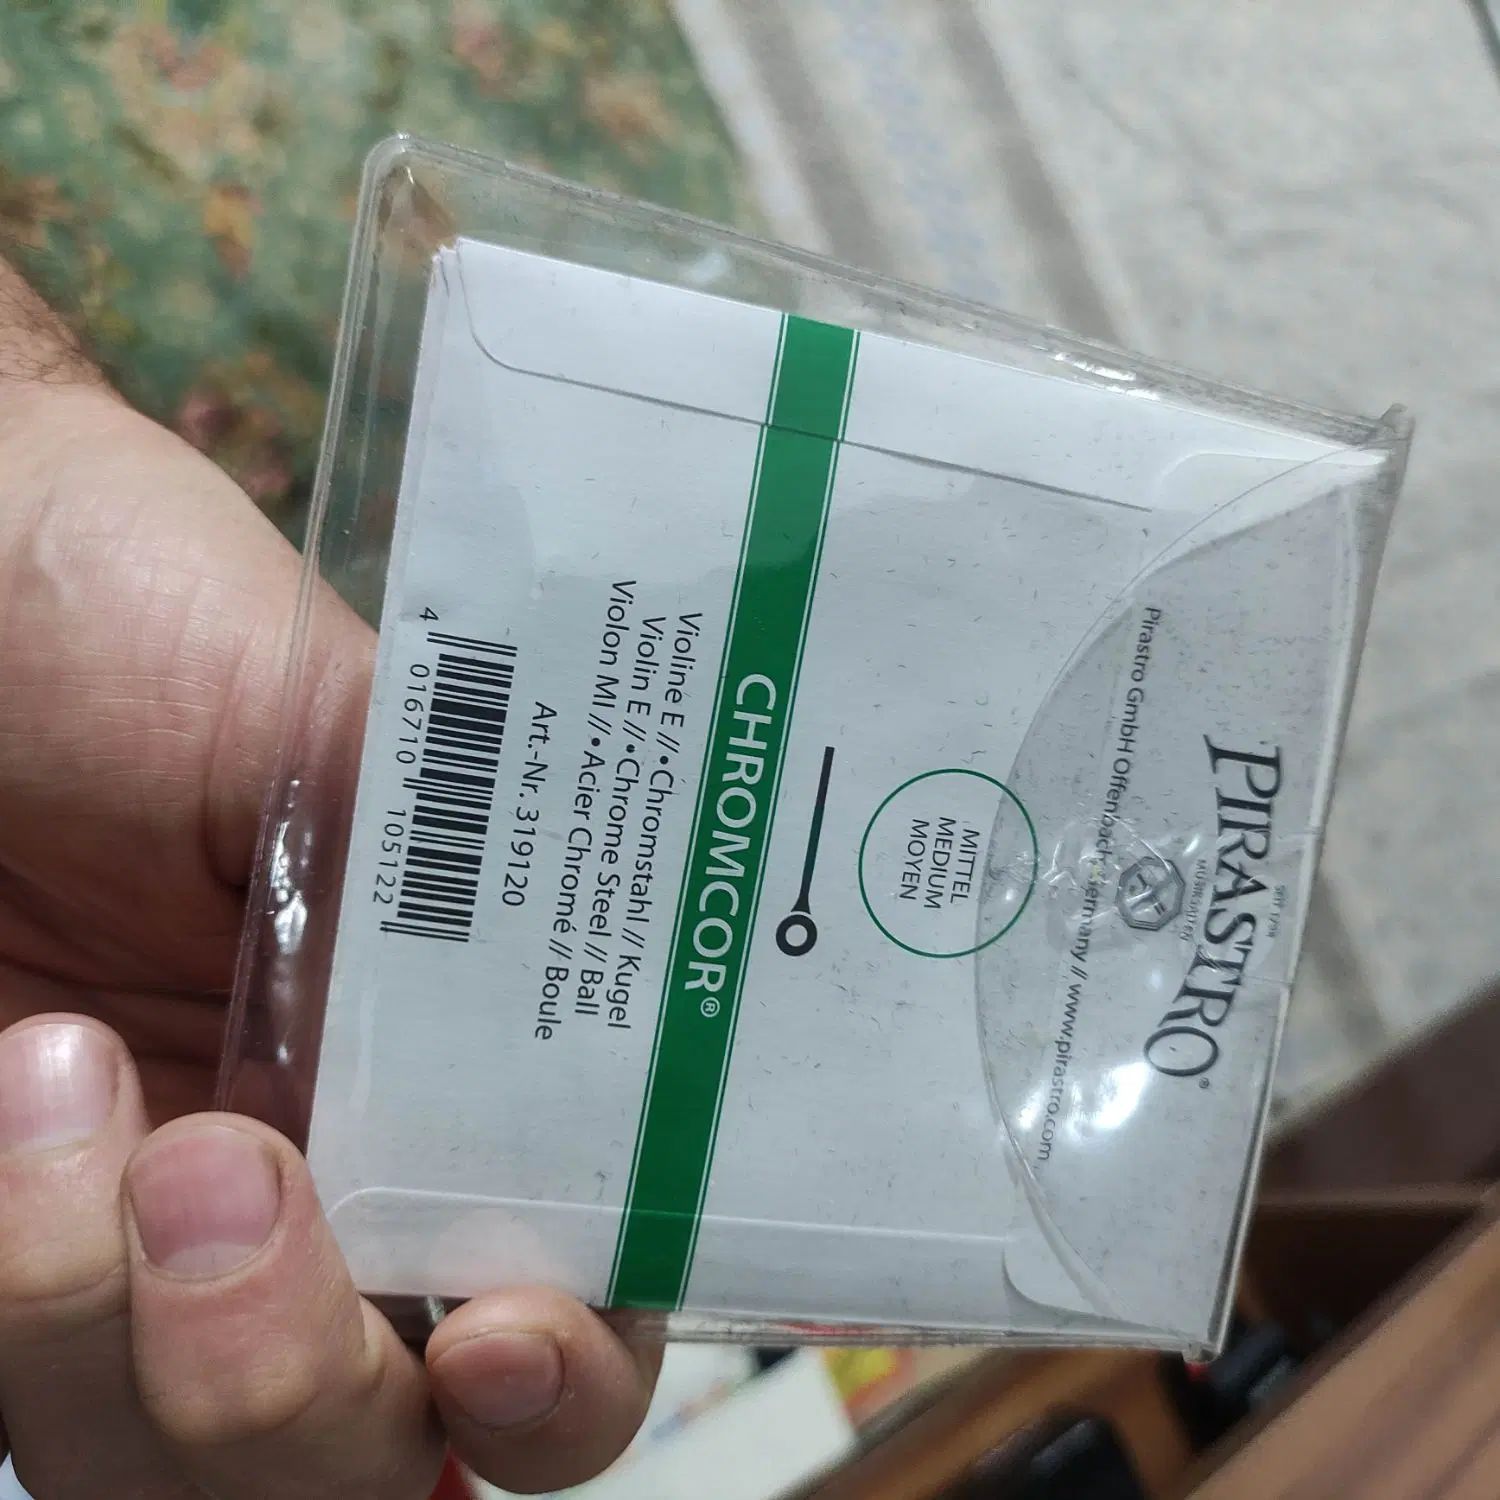 PIRASTRO®
Pirastro GmbH Offenbach Germany // www.pirastro.com
MITTEL
MEDIUM
MOYEN
CHROMCOR®
Violine E //•Chromstahl // Kugel
Violin E //•Chrome Steel // Ball
Violon MI //•Acier Chromé // Boule
Art.-Nr. 319120
4 016710 105122